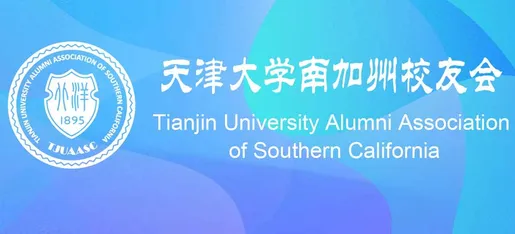 TIANJIN UNIVERSITY ALUMNI ASSOCIATION OF SOUTHERN CALIFORNIA
北洋
1895
TJUAASC
天津大学南加州校友会
Tianjin University Alumni Association
of Southern California